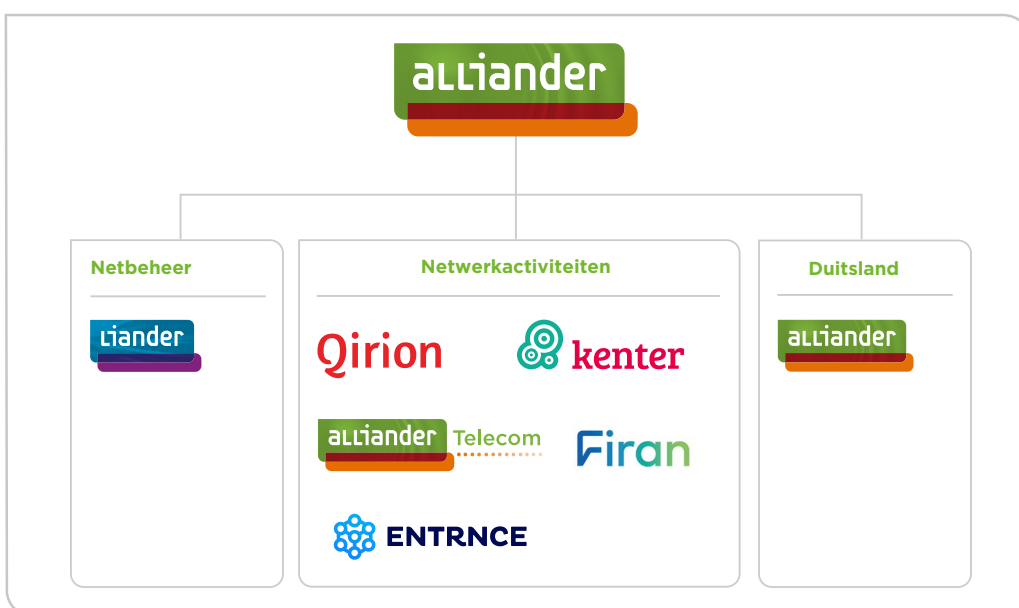 alliander
Netbeheer
Netwerkactiviteiten
Duitsland
liander
Qirion
kenter
alliander
alliander Telecom
Firan
ENTRNCE